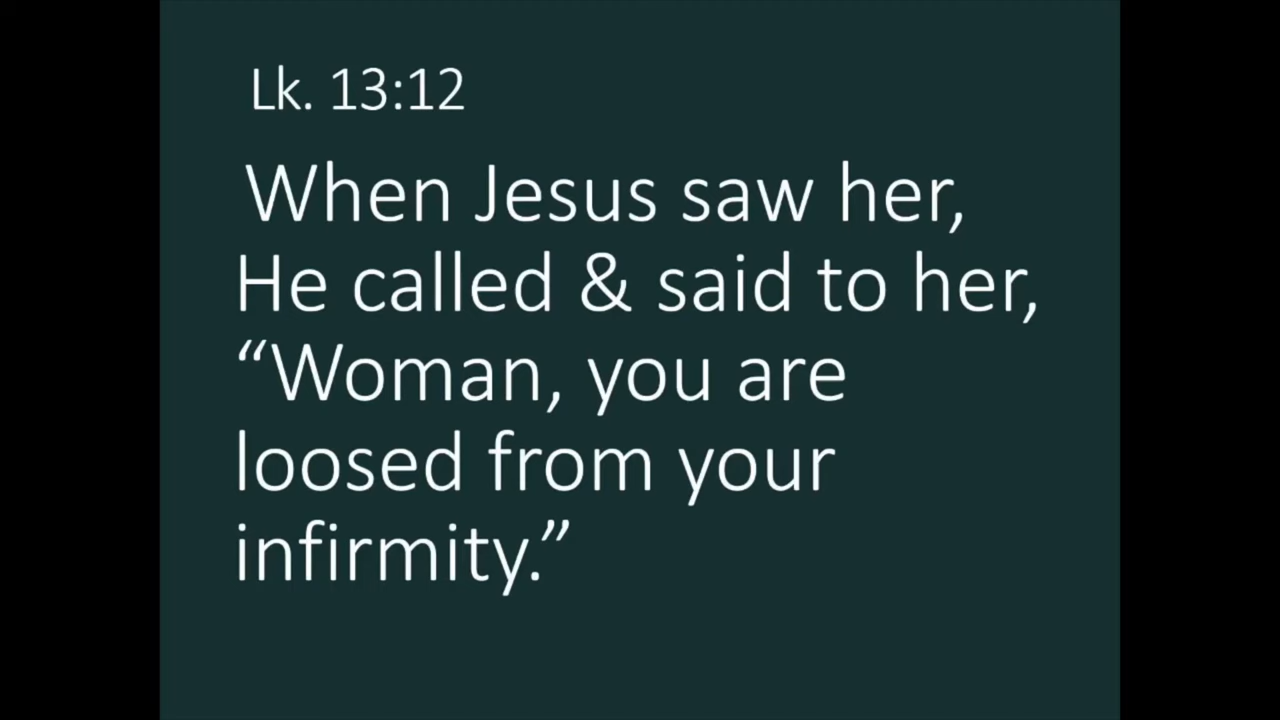 Lk. 13:12
When Jesus saw her,
He called & said to her,
“Woman, you are
loosed from your
infirmity.”